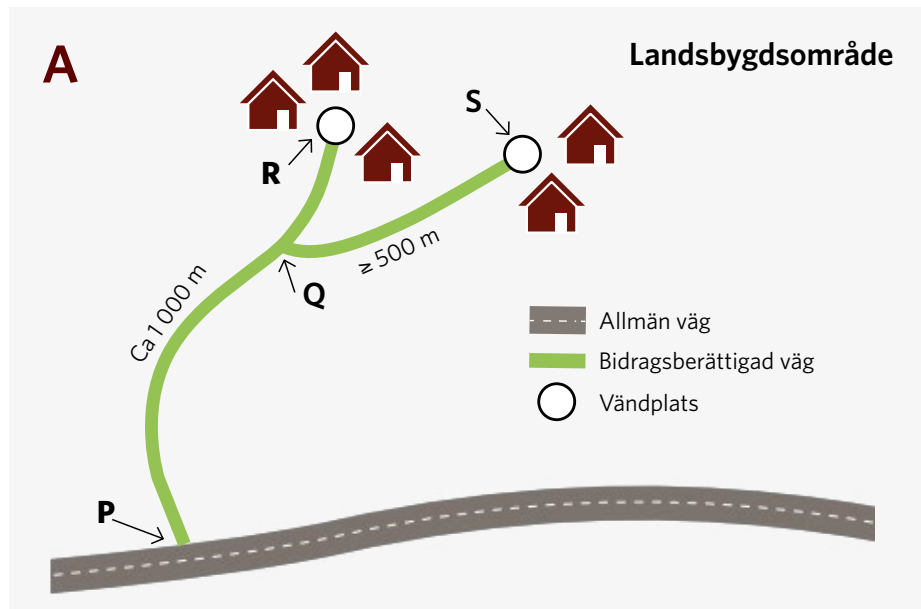 A
Landsbygdsområde
S
R
Q
≥ 500 m
Ca 1 000 m
P
Allmän väg
Bidragsberättigad väg
Vändplats